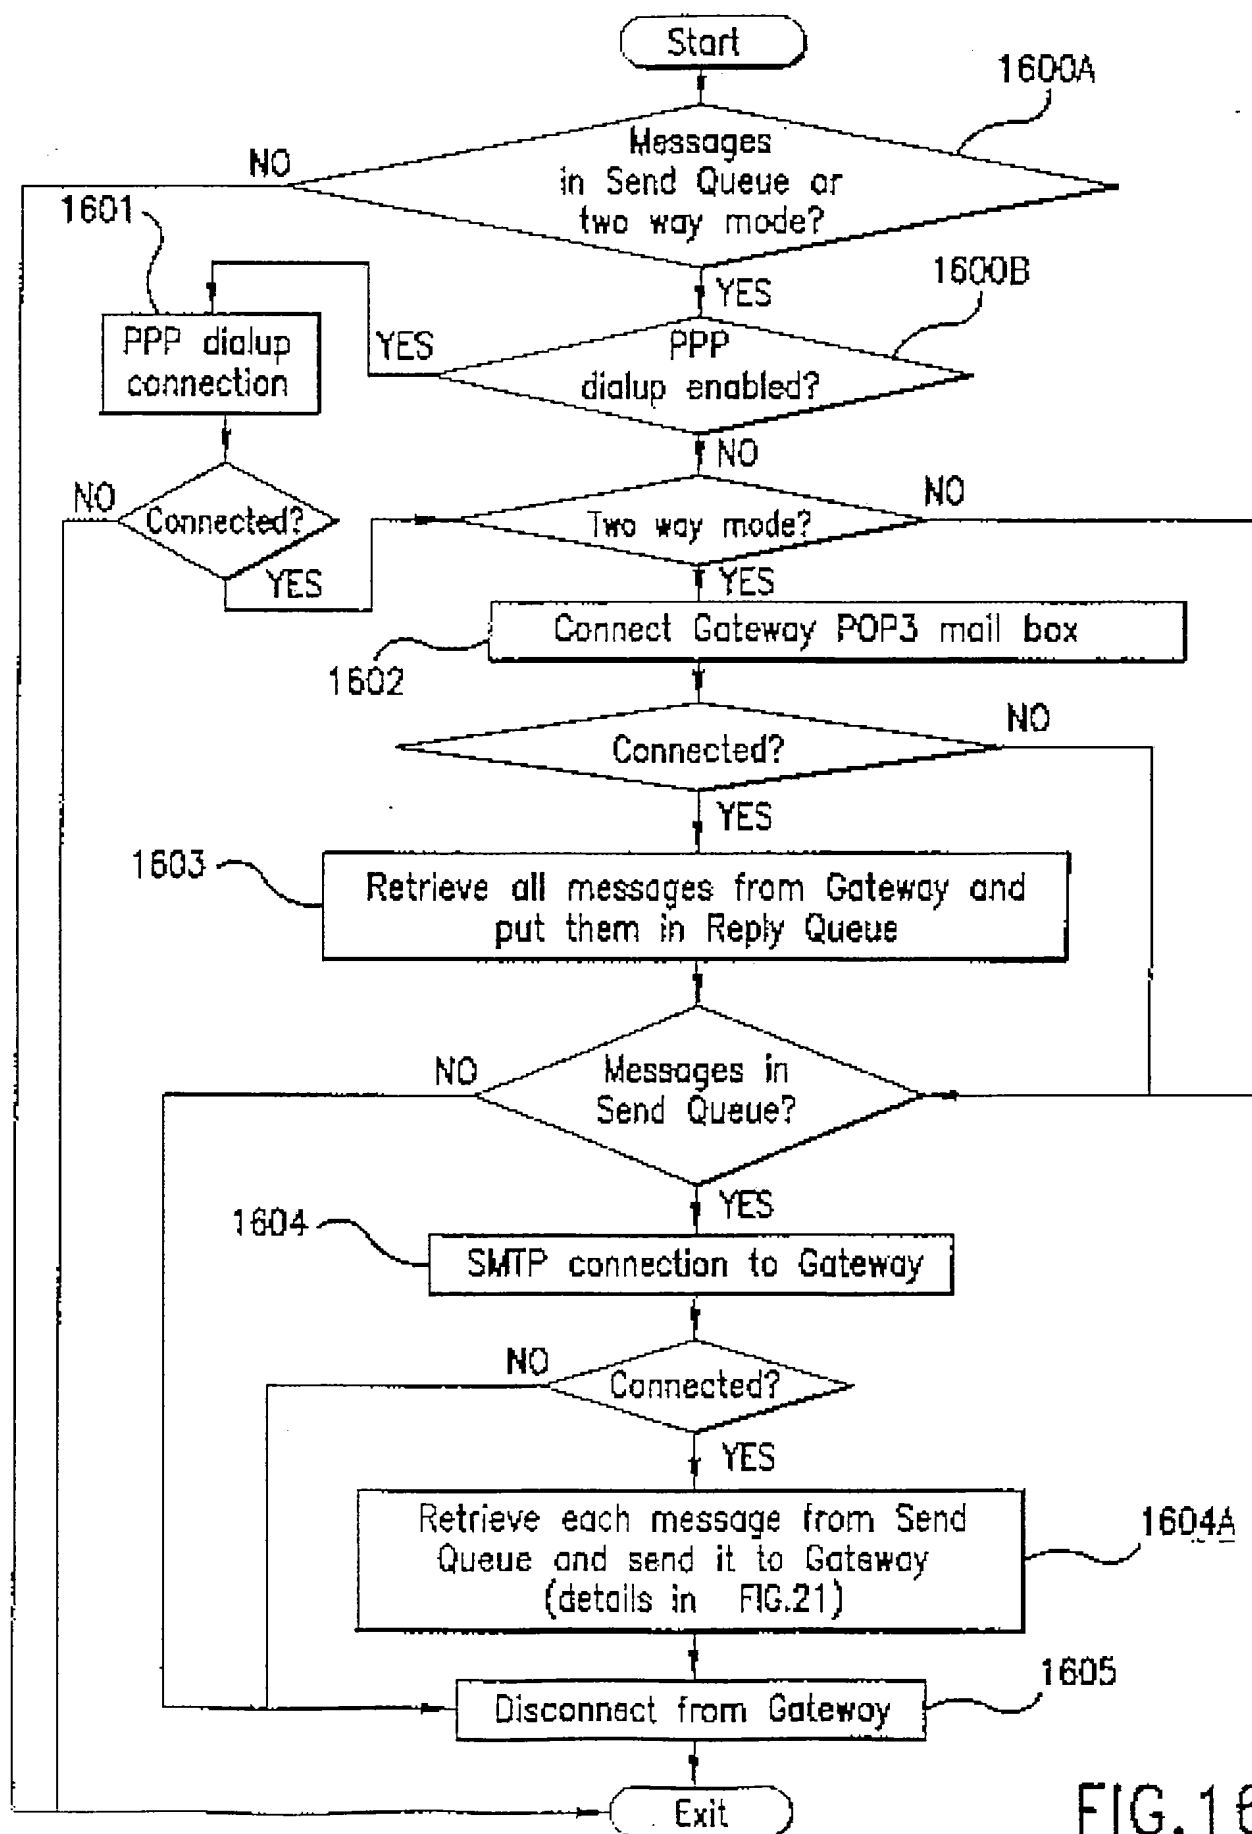 Start
1600A
Messages
in Send Queue or
two way mode?
NO
1601
YES
1600B
PPP dialup
connection
YES
PPP
dialup enabled?
NO
NO
Connected?
YES
Two way mode?
NO
YES
Connect Gateway POP3 mail box
1602
Connected?
NO
YES
1603
Retrieve all messages from Gateway and
put them in Reply Queue
NO
Messages in
Send Queue?
YES
1604
SMTP connection to Gateway
NO
Connected?
YES
Retrieve each message from Send
Queue and send it to Gateway
(details in FIG.21)
1604A
1605
Disconnect from Gateway
Exit
FIG.16